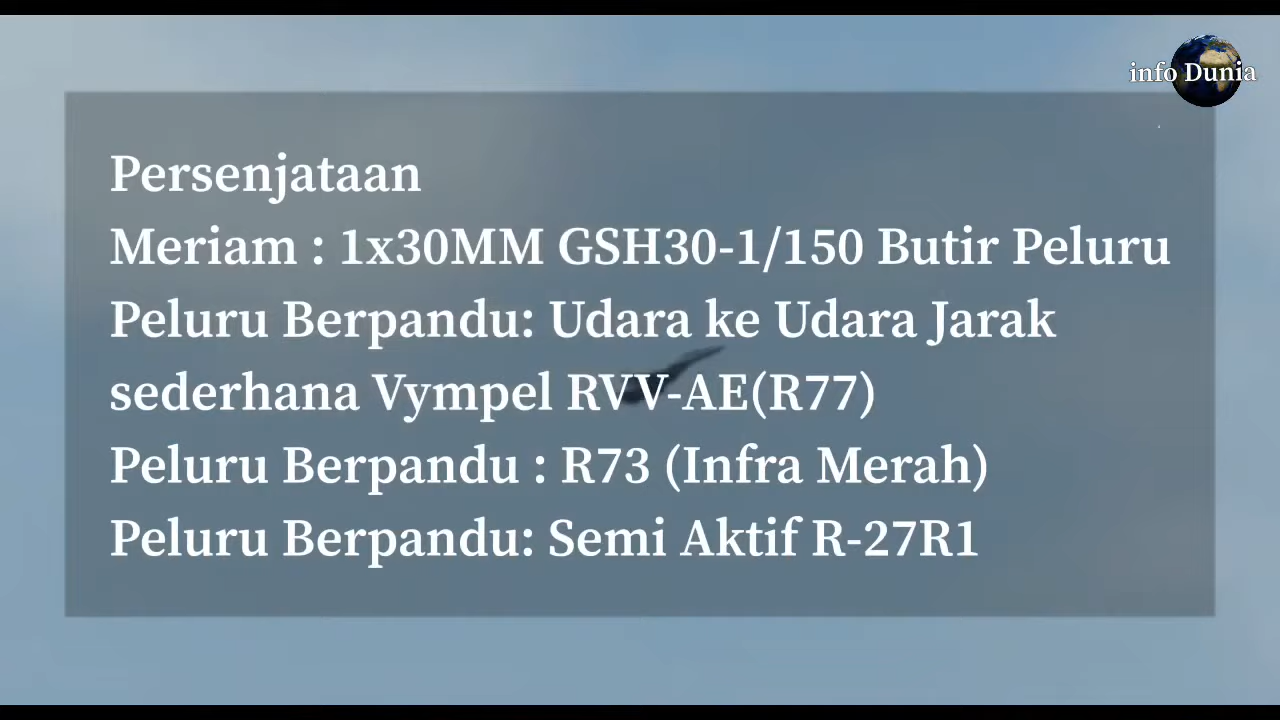 info Dunia
Persenjataan
Meriam : 1x30MM GSH30-1/150 Butir Peluru
Peluru Berpandu: Udara ke Udara Jarak
sederhana Vympel RVV-AE(R77)
Peluru Berpandu : R73 (Infra Merah)
Peluru Berpandu: Semi Aktif R-27R1